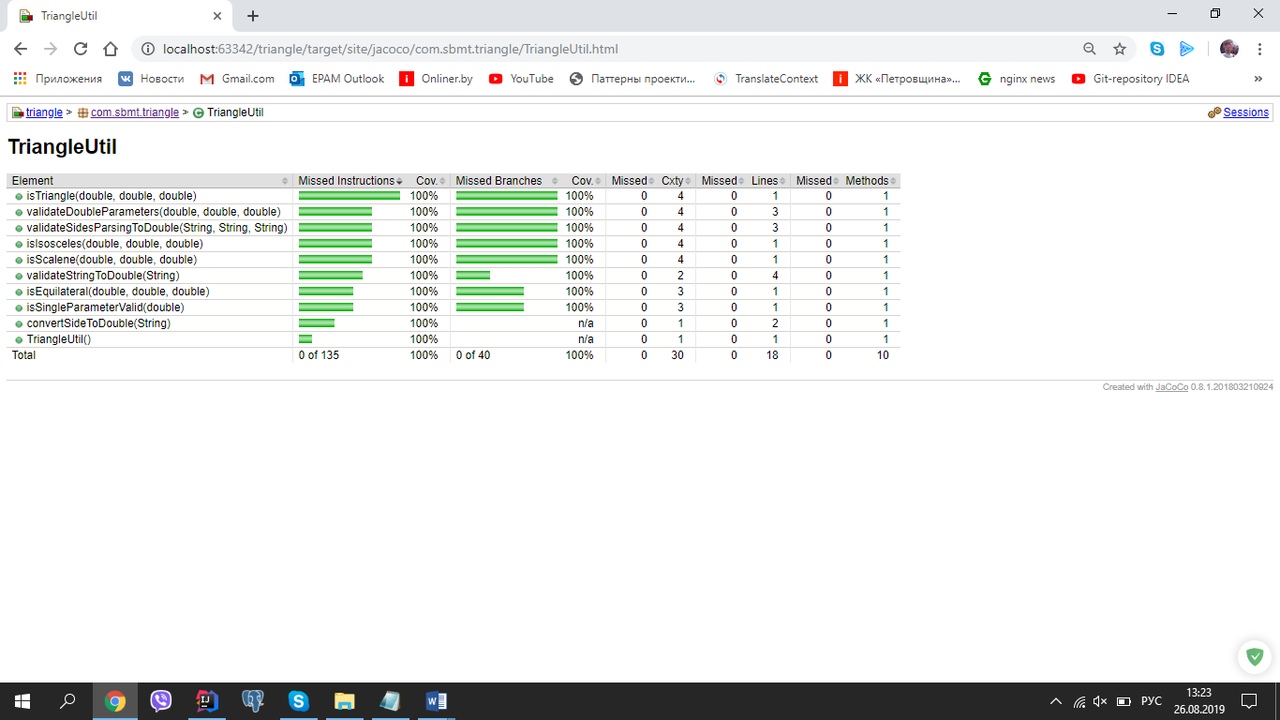 TriangleUtil
localhost:63342/triangle/target/site/jacoco/com.sbmt.triangle/TriangleUtil.html
Приложения Новости Gmail.com EPAM Outlook Onliner.by YouTube Паттерны проекти... TranslateContext ЖК «Петровщина»... nginx news Git-repository IDEA »
triangle > com.sbmt.triangle > TriangleUtil Sessions
TriangleUtil
Element Missed Instructions Cov. Missed Branches Cov. Missed Cxty Missed Lines Missed Methods
isTriangle(double, double, double) 100% 100% 0 4 0 1 0 1
validateDoubleParameters(double, double, double) 100% 100% 0 4 0 3 0 1
validateSidesParsingToDouble(String, String, String) 100% 100% 0 4 0 3 0 1
isIsosceles(double, double, double) 100% 100% 0 4 0 1 0 1
isScalene(double, double, double) 100% 100% 0 4 0 1 0 1
validateStringToDouble(String) 100% 100% 0 2 0 4 0 1
isEquilateral(double, double, double) 100% 100% 0 3 0 1 0 1
isSingleParameterValid(double) 100% 100% 0 3 0 1 0 1
convertSideToDouble(String) 100% n/a 0 1 0 2 0 1
TriangleUtil() 100% n/a 0 1 0 1 0 1
Total 0 of 135 100% 0 of 40 100% 0 30 0 18 0 10
Created with JaCoCo 0.8.1.201803210924
РУС
13:23
26.08.2019